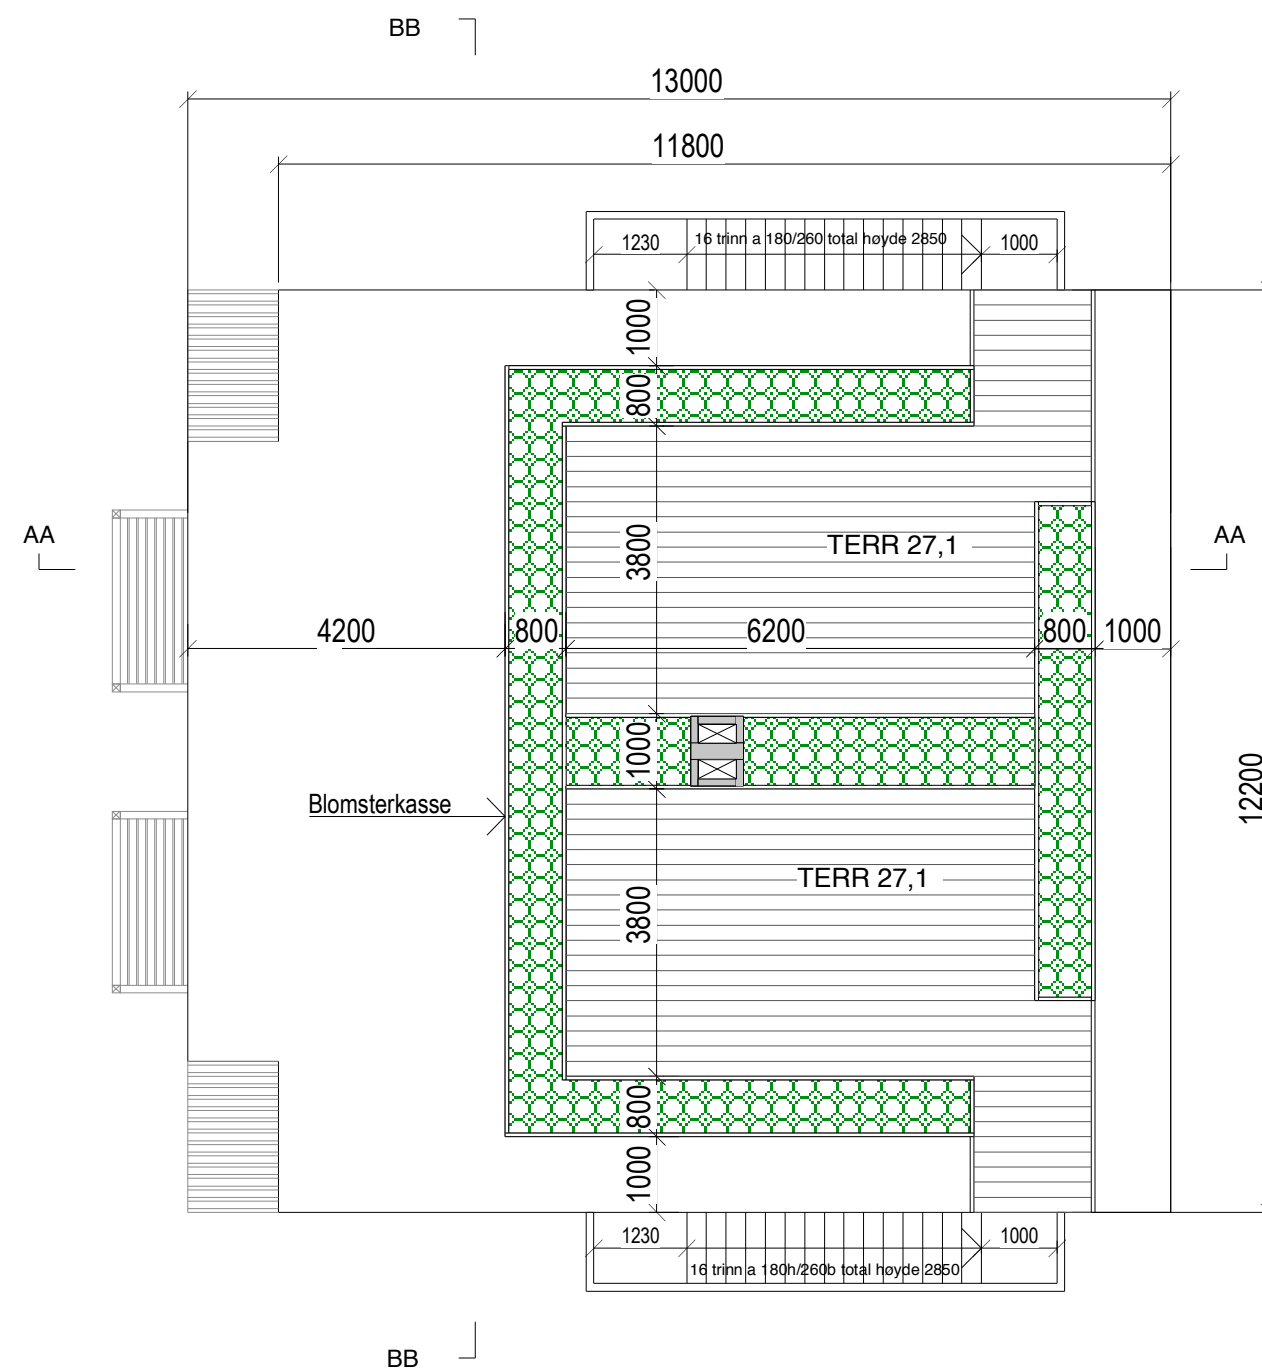 BB
13000
11800
1230
16 trinn a 180/260 total høyde 2850
1000
1000
800
AA
AA
3800
TERR 27,1
4200
800
6200
800
1000
1000
12200
Blomsterkasse
3800
TERR 27,1
800
1000
1230
1000
16 trinn a 180h/260b total høyde 2850
BB